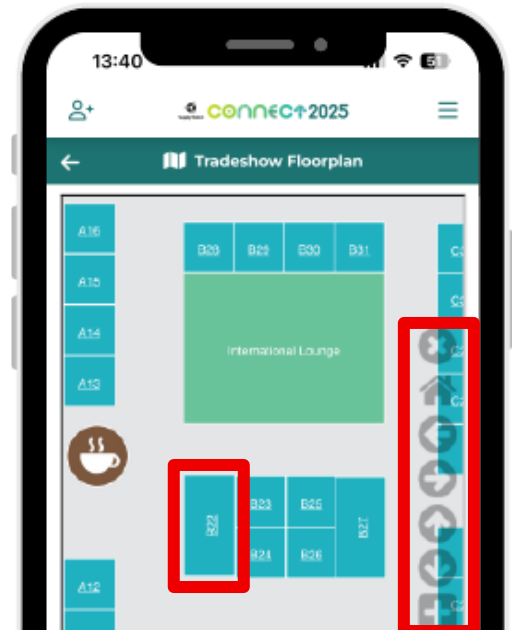 13:40
51
CONNECT2025
Tradeshow Floorplan
A16
B28 B29 B30 B31
A15
A14
International Lounge
A13
B23 B25
B22
B27
B24 B26
A12